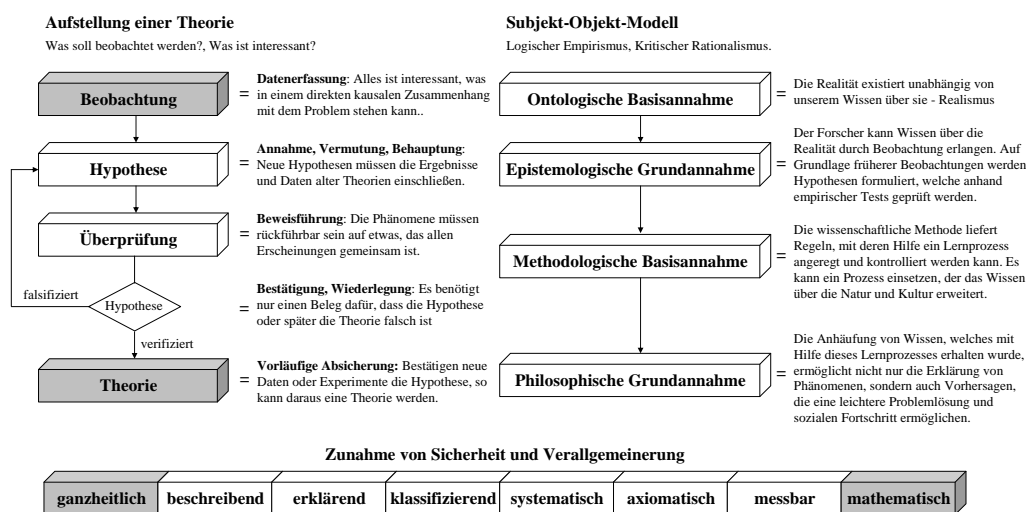 Aufstellung einer Theorie
Was soll beobachtet werden?, Was ist interessant?
Beobachtung
=
Datenerfassung: Alles ist interessant, was
in einem direkten kausalen Zusammenhang
mit dem Problem stehen kann..
Hypothese
=
Annahme, Vermutung, Behauptung:
Neue Hypothesen müssen die Ergebnisse
und Daten alter Theorien einschließen.
Überprüfung
=
Beweisführung: Die Phänomene müssen
rückführbar sein auf etwas, das allen
Erscheinungen gemeinsam ist.
falsifiziert
Hypothese
=
Bestätigung, Wiederlegung: Es benötigt
nur einen Beleg dafür, dass die Hypothese
oder später die Theorie falsch ist
verifiziert
Theorie
=
Vorläufige Absicherung: Bestätigen neue
Daten oder Experimente die Hypothese, so
kann daraus eine Theorie werden.
Subjekt-Objekt-Modell
Logischer Empirismus, Kritischer Rationalismus.
Ontologische Basisannahme
=
Die Realität existiert unabhängig von
unserem Wissen über sie - Realismus
Epistemologische Grundannahme
=
Der Forscher kann Wissen über die
Realität durch Beobachtung erlangen. Auf
Grundlage früherer Beobachtungen werden
Hypothesen formuliert, welche anhand
empirischer Tests geprüft werden.
Methodologische Basisannahme
=
Die wissenschaftliche Methode liefert
Regeln, mit deren Hilfe ein Lernprozess
angeregt und kontrolliert werden kann. Es
kann ein Prozess einsetzen, der das Wissen
über die Natur und Kultur erweitert.
Philosophische Grundannahme
=
Die Anhäufung von Wissen, welches mit
Hilfe dieses Lernprozesses erhalten wurde,
ermöglicht nicht nur die Erklärung von
Phänomenen, sondern auch Vorhersagen,
die eine leichtere Problemlösung und
sozialen Fortschritt ermöglichen.
Zunahme von Sicherheit und Verallgemeinerung
ganzheitlich beschreibend erklärend klassifizierend systematisch axiomatisch messbar mathematisch